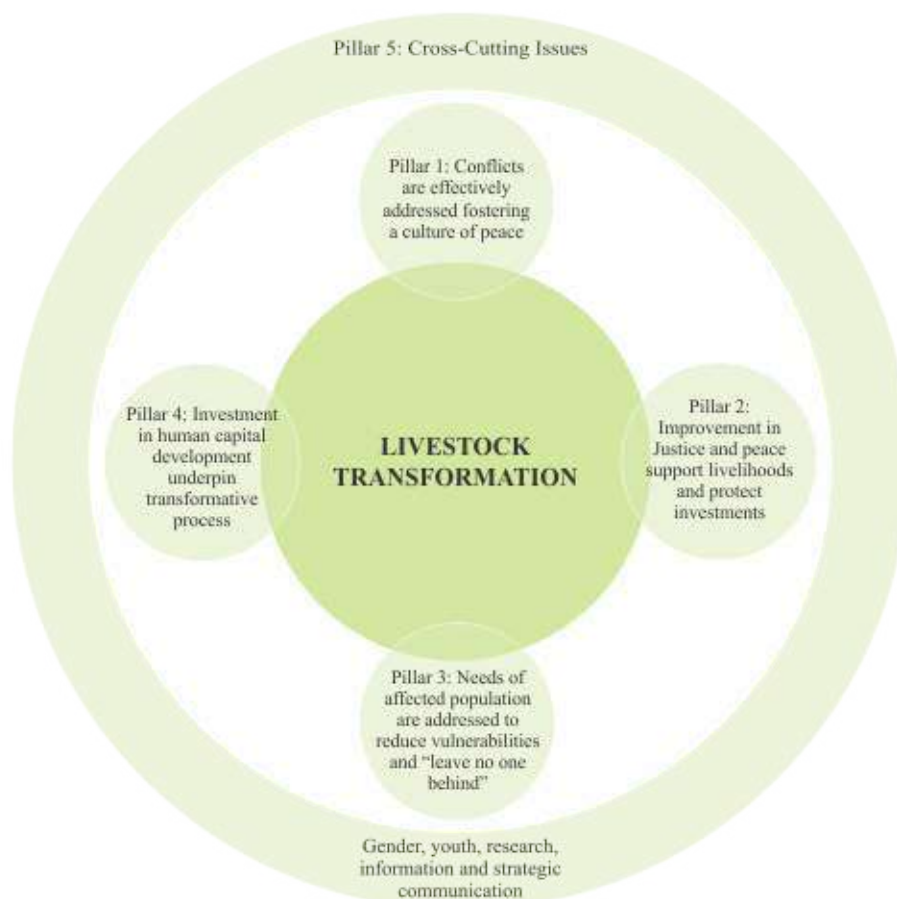 Pillar 5: Cross-Cutting Issues
Pillar 1: Conflicts
are effectively
addressed fostering
a culture of peace
Pillar 4; Investment
in human capital
development
underpin
transformative
process
LIVESTOCK
TRANSFORMATION
Pillar 2:
Improvement in
Justice and peace
support livelihoods
and protect
investments
Pillar 3: Needs of
affected population
are addressed to
reduce vulnerabilities
and “leave no one
behind”
Gender, youth, research,
information and strategic
communication